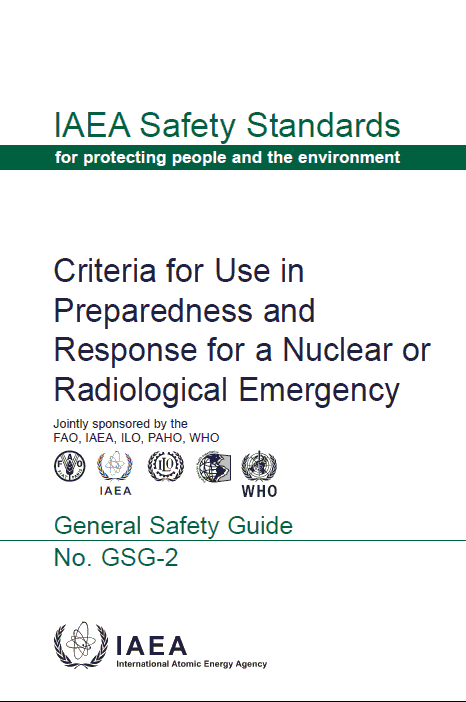 IAEA Safety Standards
for protecting people and the environment
Criteria for Use in
Preparedness and
Response for a Nuclear or
Radiological Emergency
Jointly sponsored by the
FAO, IAEA, ILO, PAHO, WHO
FAO
ILO
IAEA
WHO
General Safety Guide
No. GSG-2
IAEA
International Atomic Energy Agency